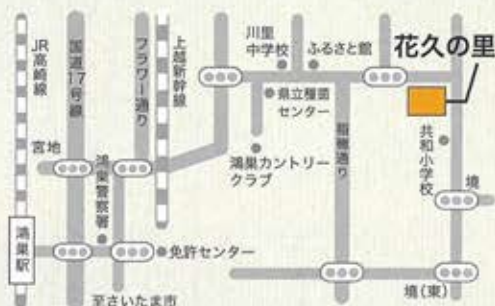 JR高崎線
国道17号線
フラワー通り
上越新幹線
川里
中学校
ふるさと館
花久の里
県立種苗
センター
鴻巣カントリー
クラブ
稲穂通り
共和小学校
宮地
鴻巣警察署
境
鴻巣駅
免許センター
境(東)
至さいたま市